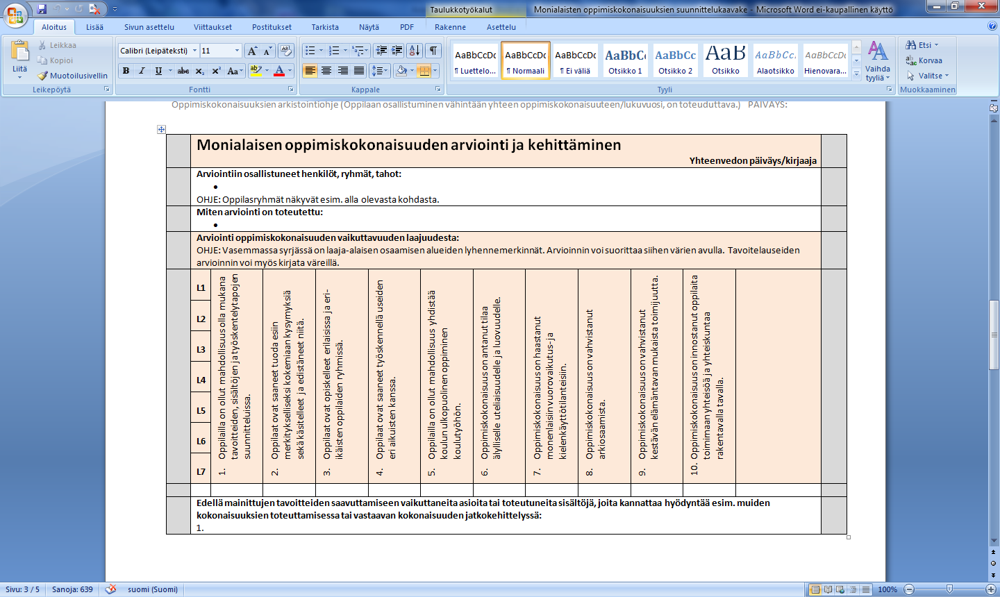 Taulukkotyökalut
Monialaisten oppimiskokonaisuuksien suunnittelukaavake - Microsoft Word ei-kaupallinen käyttö
Aloitus Lisää Sivun asettelu Viittaukset Postitukset Tarkista Näytä PDF Rakenne Asettelu
Liitä
Leikkaa
Kopioi
Muotoilusivellin
Leikepöytä
Calibri (Leipäteksti) 11
Fontti
Kappale
AaBbCcDc AaBbCcDc AaBbCcDc AaBbCc AaBbCc AaB AaBbCc. AaBbCcDc
¶ Luettelo... ¶ Normaali ¶ Ei väliä Otsikko 1 Otsikko 2 Otsikko Alaotsikko Hienovara...
Vaihda
tyyliä
Tyyli
Etsi
Korvaa
Valitse
Muokkaaminen
Oppimiskokonaisuuksien arkistointiohje (Oppilaan osallistuminen vähintään yhteen oppimiskokonaisuuteen/lukuvuosi, on toteuduttava.) PÄIVÄYS:
Monialaisen oppimiskokonaisuuden arviointi ja kehittäminen
Yhteenvedon päiväys/kirjaaja
Arviointiin osallistuneet henkilöt, ryhmät, tahot:
•
OHJE: Oppilasryhmät näkyvät esim. alla olevasta kohdasta.
Miten arviointi on toteutettu:
•
Arviointi oppimiskokonaisuuden vaikuttavuuden laajuudesta:
OHJE: Vasemmassa syrjässä on laaja-alaisen osaamisen alueiden lyhennemerkinnät. Arvioinnin voi suorittaa siihen värien avulla. Tavoitelauseiden
arvioinnin voi myös kirjata väreillä.
L1
L2
L3
L4
L5
L6
L7
1. Oppilailla on ollut mahdollisuus olla mukana
tavoitteiden, sisältöjen ja työskentelytapojen
suunnitteluissa.
2. Oppilaat ovat saaneet tuoda esiin
merkitykselliseksi kokemiaan kysymyksiä
sekä käsitelleet ja edistäneet niitä.
3. Oppilaat ovat opiskelleet erilaisissa ja eri-
ikäisten oppilaiden ryhmissä.
4. Oppilaat ovat saaneet työskennellä useiden
eri aikuisten kanssa.
5. Oppilailla on ollut mahdollisuus yhdistää
koulun ulkopuolinen oppiminen
koulutyöhön.
6. Oppimiskokonaisuus on antanut tilaa
älylliselle uteliaisuudelle ja luovuudelle.
7. Oppimiskokonaisuus on haastanut
monenlaisiin vuorovaikutus- ja
kielenkäyttötilanteisiin.
8. Oppimiskokonaisuus on vahvistanut
arkiosaamista.
9. Oppimiskokonaisuus on vahvistanut
kestävän elämäntavan mukaista toimijuutta.
10. Oppimiskokonaisuus on innostanut oppilaita
toimimaan yhteisöä ja yhteiskuntaa
rakentavalla tavalla.
Edellä mainittujen tavoitteiden saavuttamiseen vaikuttaneita asioita tai toteutuneita sisältöjä, joita kannattaa hyödyntää esim. muiden
kokonaisuuksien toteuttamisessa tai vastaavan kokonaisuuden jatkokehittelyssä:
1.
Sivu: 3 / 5 Sanoja: 639 suomi (Suomi) 100%